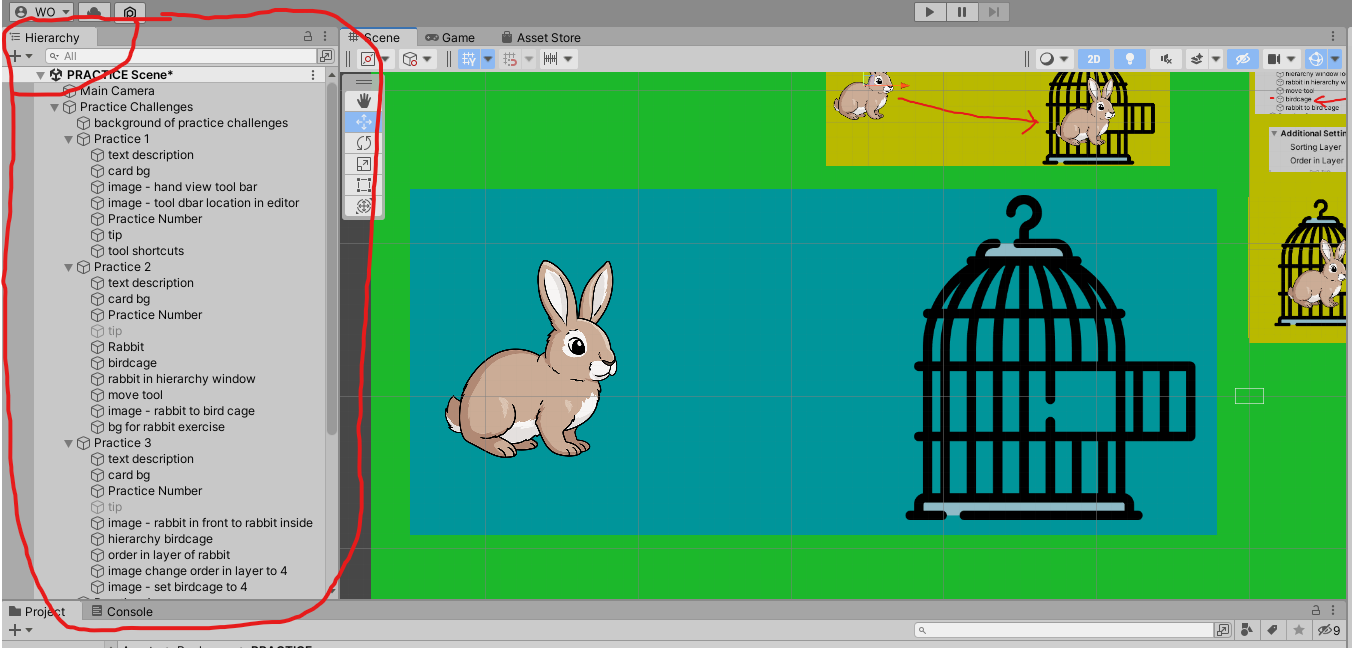 WO
Hierarchy
All
PRACTICE Scene*
Main Camera
Practice Challenges
background of practice challenges
Practice 1
text description
card bg
image - hand view tool bar
image - tool dbar location in editor
Practice Number
tip
tool shortcuts
Practice 2
text description
card bg
Practice Number
tip
Rabbit
birdcage
rabbit in hierarchy window
move tool
image - rabbit to bird cage
bg for rabbit exercise
Practice 3
text description
card bg
Practice Number
tip
image - rabbit in front to rabbit inside
hierarchy birdcage
order in layer of rabbit
image change order in layer to 4
image - set birdcage to 4
Scene Game Asset Store
2D
rabbit in hierarchy w
move tool
birdcage
rabbit to bird cage
Additional Settin
Sorting Layer
Order in Layer
Project Console
9
PRACTICE